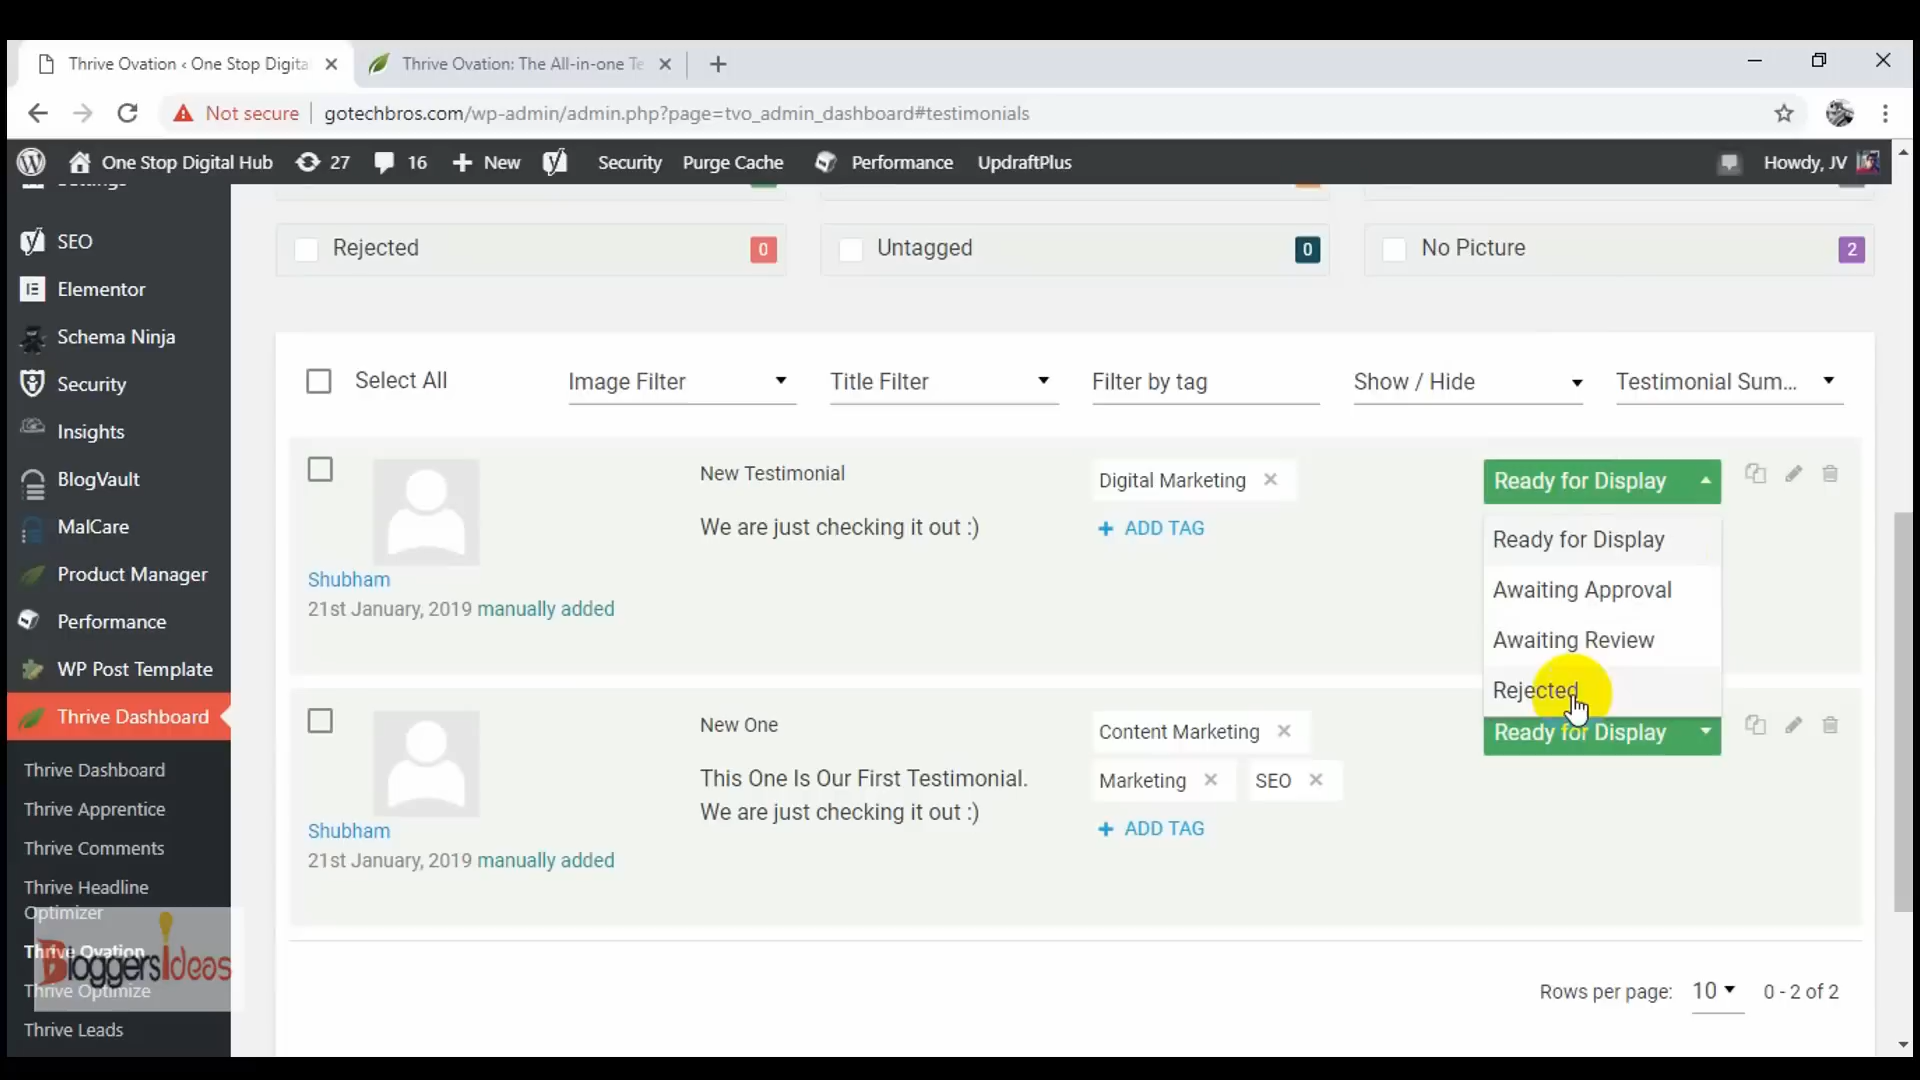 Thrive Ovation ‹ One Stop Digita
Thrive Ovation: The All-in-one Te
Not secure
gotechbros.com/wp-admin/admin.php?page=tvo_admin_dashboard#testimonials
One Stop Digital Hub 27 16 New Security Purge Cache Performance UpdraftPlus Howdy, JV
Settings
SEO
Elementor
Schema Ninja
Security
Insights
BlogVault
MalCare
Product Manager
Performance
WP Post Template
Thrive Dashboard
Thrive Dashboard
Thrive Apprentice
Thrive Comments
Thrive Headline
Optimizer
Thrive Ovation
BloggersIdeas
Thrive Optimize
Thrive Leads
Rejected 0 Untagged 0 No Picture 2
Select All Image Filter Title Filter Filter by tag Show / Hide Testimonial Sum...
New Testimonial
We are just checking it out :)
Shubham
21st January, 2019 manually added
Digital Marketing
+ ADD TAG
Ready for Display
Ready for Display
Awaiting Approval
Awaiting Review
Rejected
New One
This One Is Our First Testimonial.
We are just checking it out :)
Shubham
21st January, 2019 manually added
Content Marketing
Marketing SEO
+ ADD TAG
Ready for Display
Rows per page: 10 0 - 2 of 2